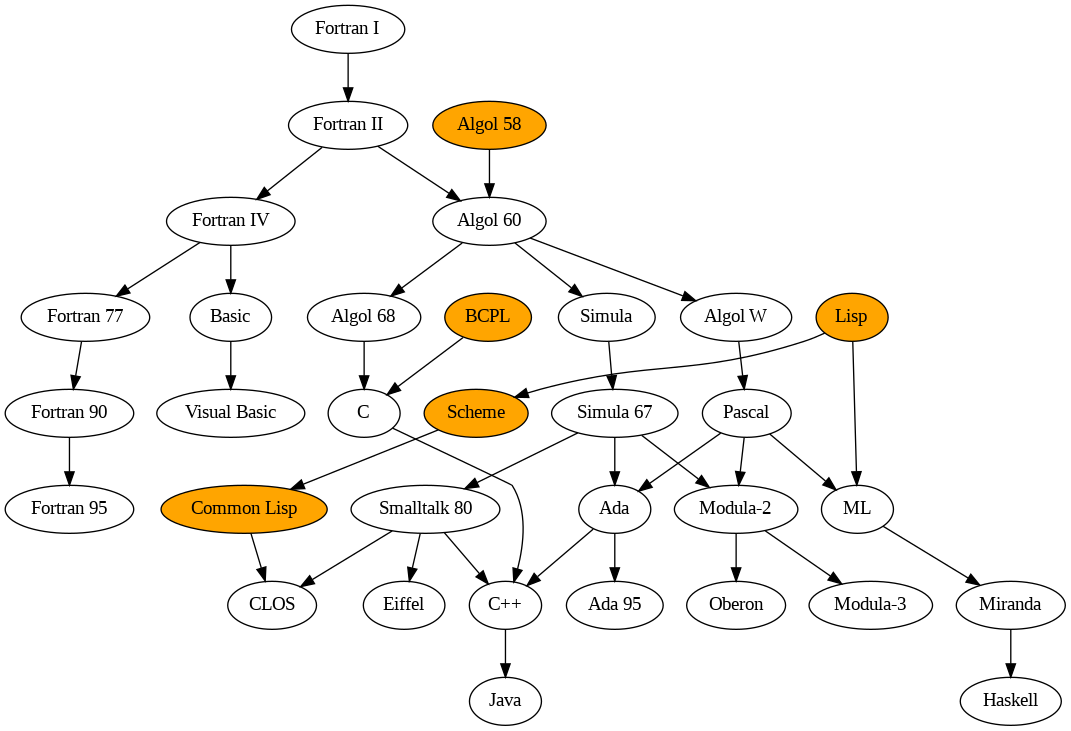 Fortran I
Fortran II
Algol 58
Fortran IV
Algol 60
Fortran 77
Basic
Algol 68
BCPL
Simula
Algol W
Lisp
Fortran 90
Visual Basic
C
Scheme
Simula 67
Pascal
Fortran 95
Common Lisp
Smalltalk 80
Ada
Modula-2
ML
CLOS
Eiffel
C++
Ada 95
Oberon
Modula-3
Miranda
Java
Haskell